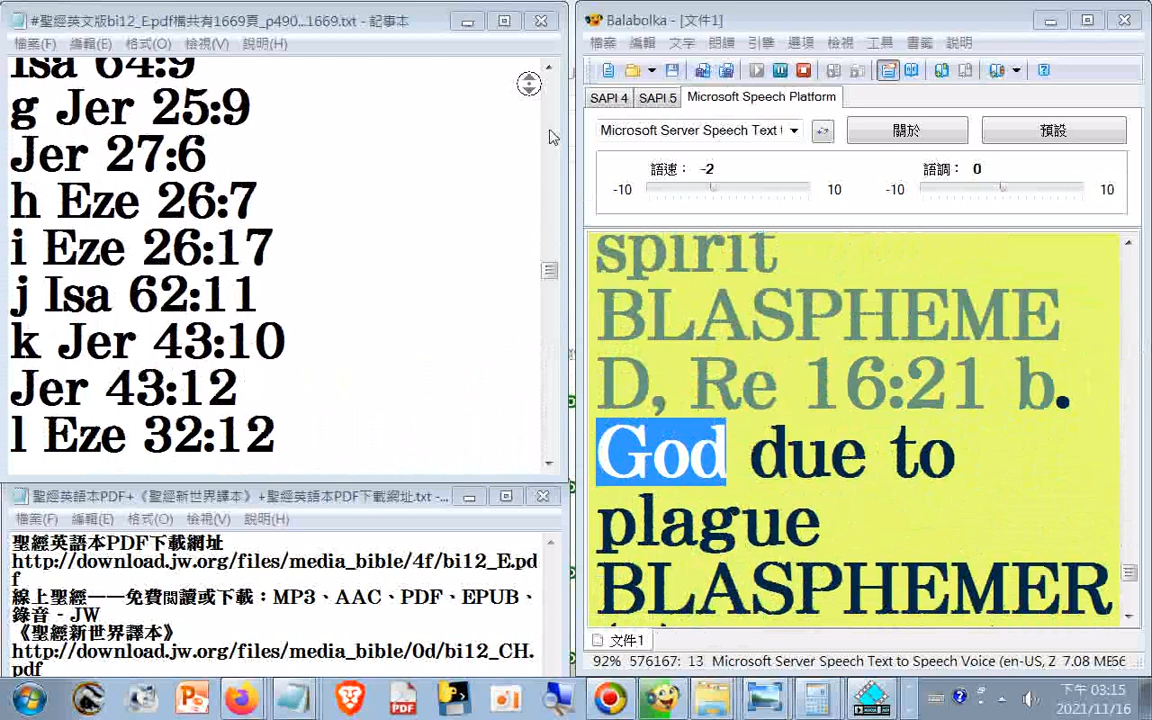 #聖經英文版bi12_E.pdf檔共有1669頁_p490...1669.txt - 記事本
檔案(F) 編輯(E) 格式(O) 檢視(V) 說明(H)
Isa 64:9
g Jer 25:9
Jer 27:6
h Eze 26:7
i Eze 26:17
j Isa 62:11
k Jer 43:10
Jer 43:12
l Eze 32:12
聖經英語本PDF+《聖經新世界譯本》+聖經英語本PDF下載網址.txt -...
檔案(F) 編輯(E) 格式(O) 檢視(V) 說明(H)
聖經英語本PDF下載網址
http://download.jw.org/files/media_bible/4f/bi12_E.pd
f
線上聖經──免費閱讀或下載：MP3、AAC、PDF、EPUB、
錄音 - JW
《聖經新世界譯本》
http://download.jw.org/files/media_bible/0d/bi12_CH.
pdf
Balabolka - [文件1]
檔案 編輯 文字 朗讀 引擎 選項 檢視 工具 書籤 說明
SAPI 4 SAPI 5 Microsoft Speech Platform
Microsoft Server Speech Text t 關於 預設
語速： -2 語調： 0
-10 10 -10 10
spirit
BLASPHEME
D, Re 16:21 b.
God due to
plague
BLASPHEMER
文件1
92% 576167: 13 Microsoft Server Speech Text to Speech Voice (en-US, Z 7.08 ME56
下午 03:15
2021/11/16